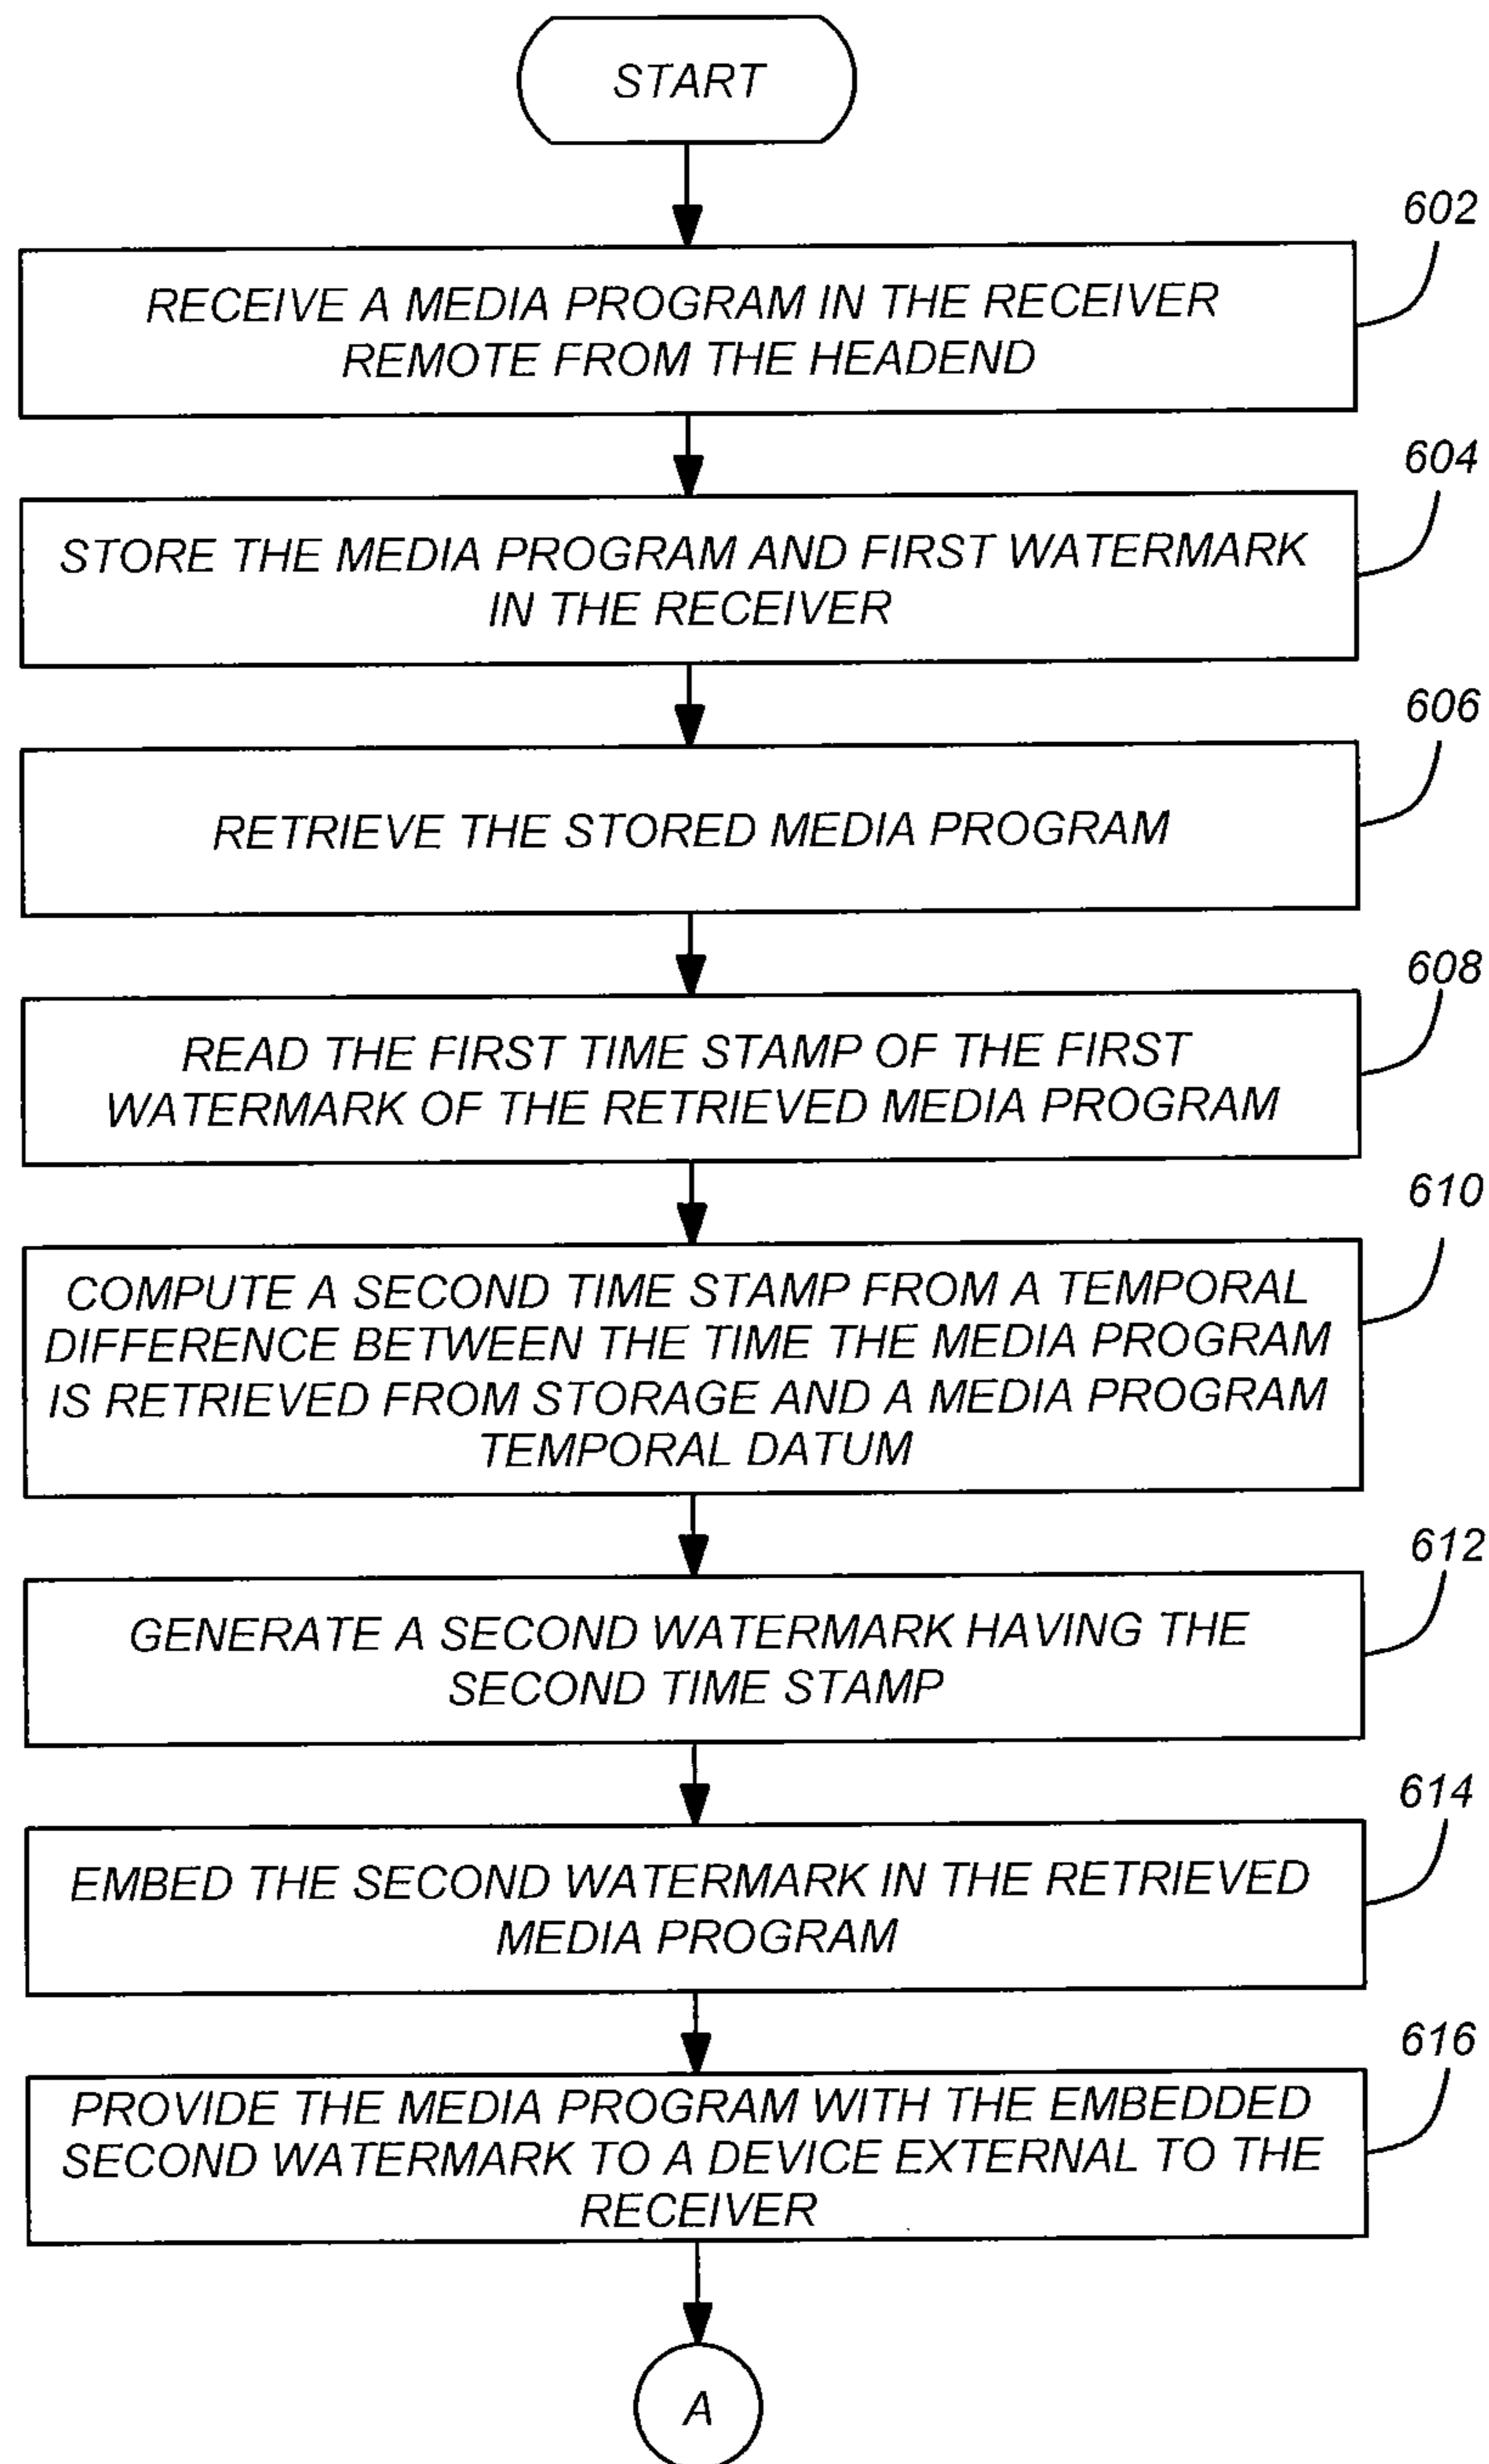 START
602
RECEIVE A MEDIA PROGRAM IN THE RECEIVER
REMOTE FROM THE HEADEND
604
STORE THE MEDIA PROGRAM AND FIRST WATERMARK
IN THE RECEIVER
606
RETRIEVE THE STORED MEDIA PROGRAM
608
READ THE FIRST TIME STAMP OF THE FIRST
WATERMARK OF THE RETRIEVED MEDIA PROGRAM
610
COMPUTE A SECOND TIME STAMP FROM A TEMPORAL
DIFFERENCE BETWEEN THE TIME THE MEDIA PROGRAM
IS RETRIEVED FROM STORAGE AND A MEDIA PROGRAM
TEMPORAL DATUM
612
GENERATE A SECOND WATERMARK HAVING THE
SECOND TIME STAMP
614
EMBED THE SECOND WATERMARK IN THE RETRIEVED
MEDIA PROGRAM
616
PROVIDE THE MEDIA PROGRAM WITH THE EMBEDDED
SECOND WATERMARK TO A DEVICE EXTERNAL TO THE
RECEIVER
A